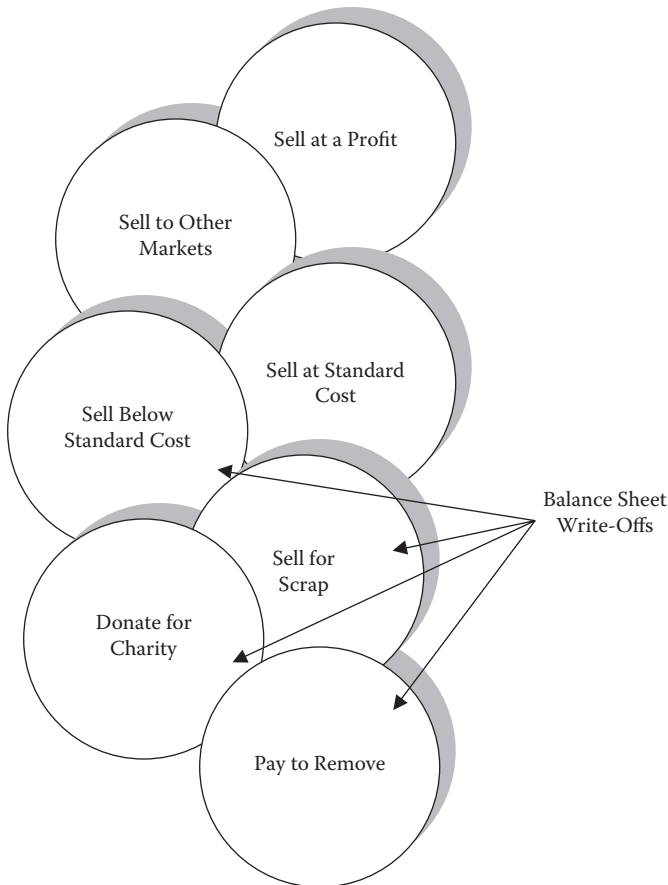 Sell at a Profit
Sell to Other
Markets
Sell at Standard
Cost
Sell Below
Standard Cost
Balance Sheet
Write-Offs
Sell for
Scrap
Donate for
Charity
Pay to Remove